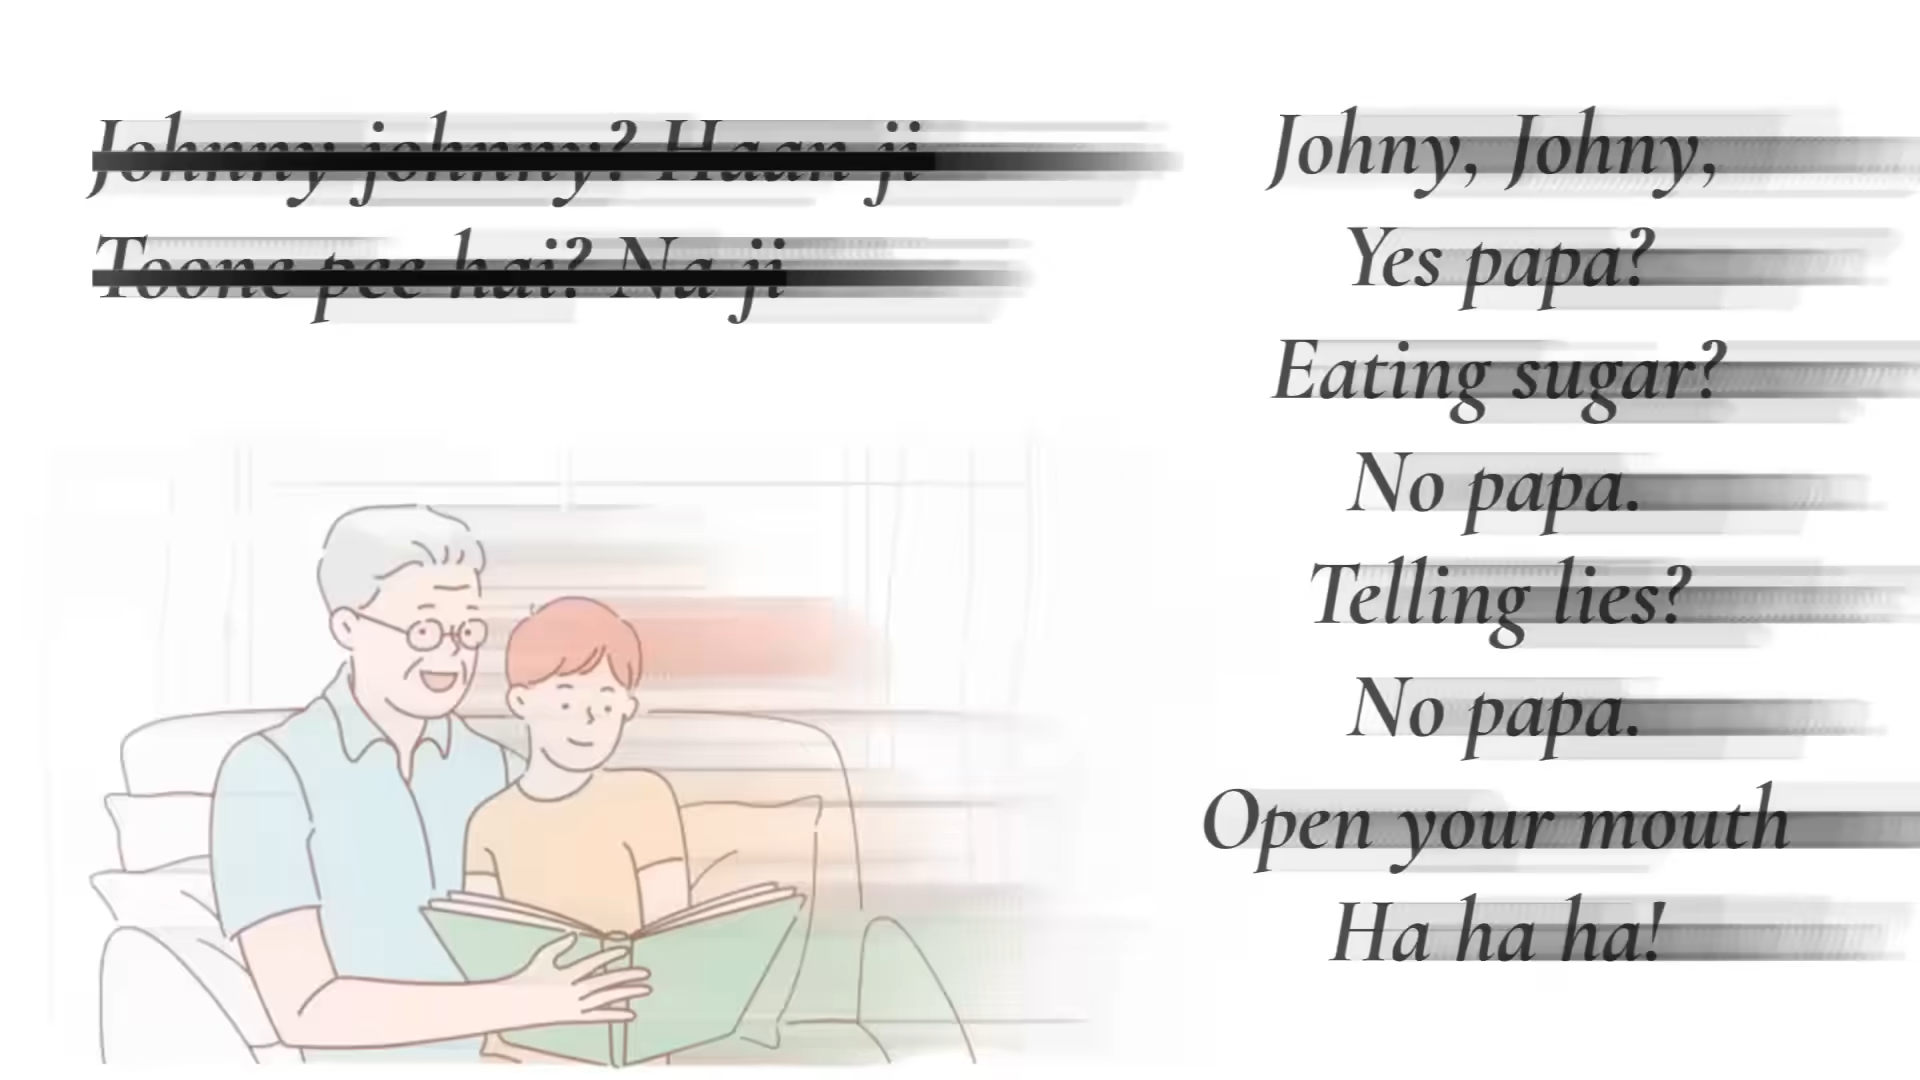 Johnny johnny? Haan ji
Toone pee hai? Na ji
Johny, Johny,
Yes papa?
Eating sugar?
No papa.
Telling lies?
No papa.
Open your mouth
Ha ha ha!